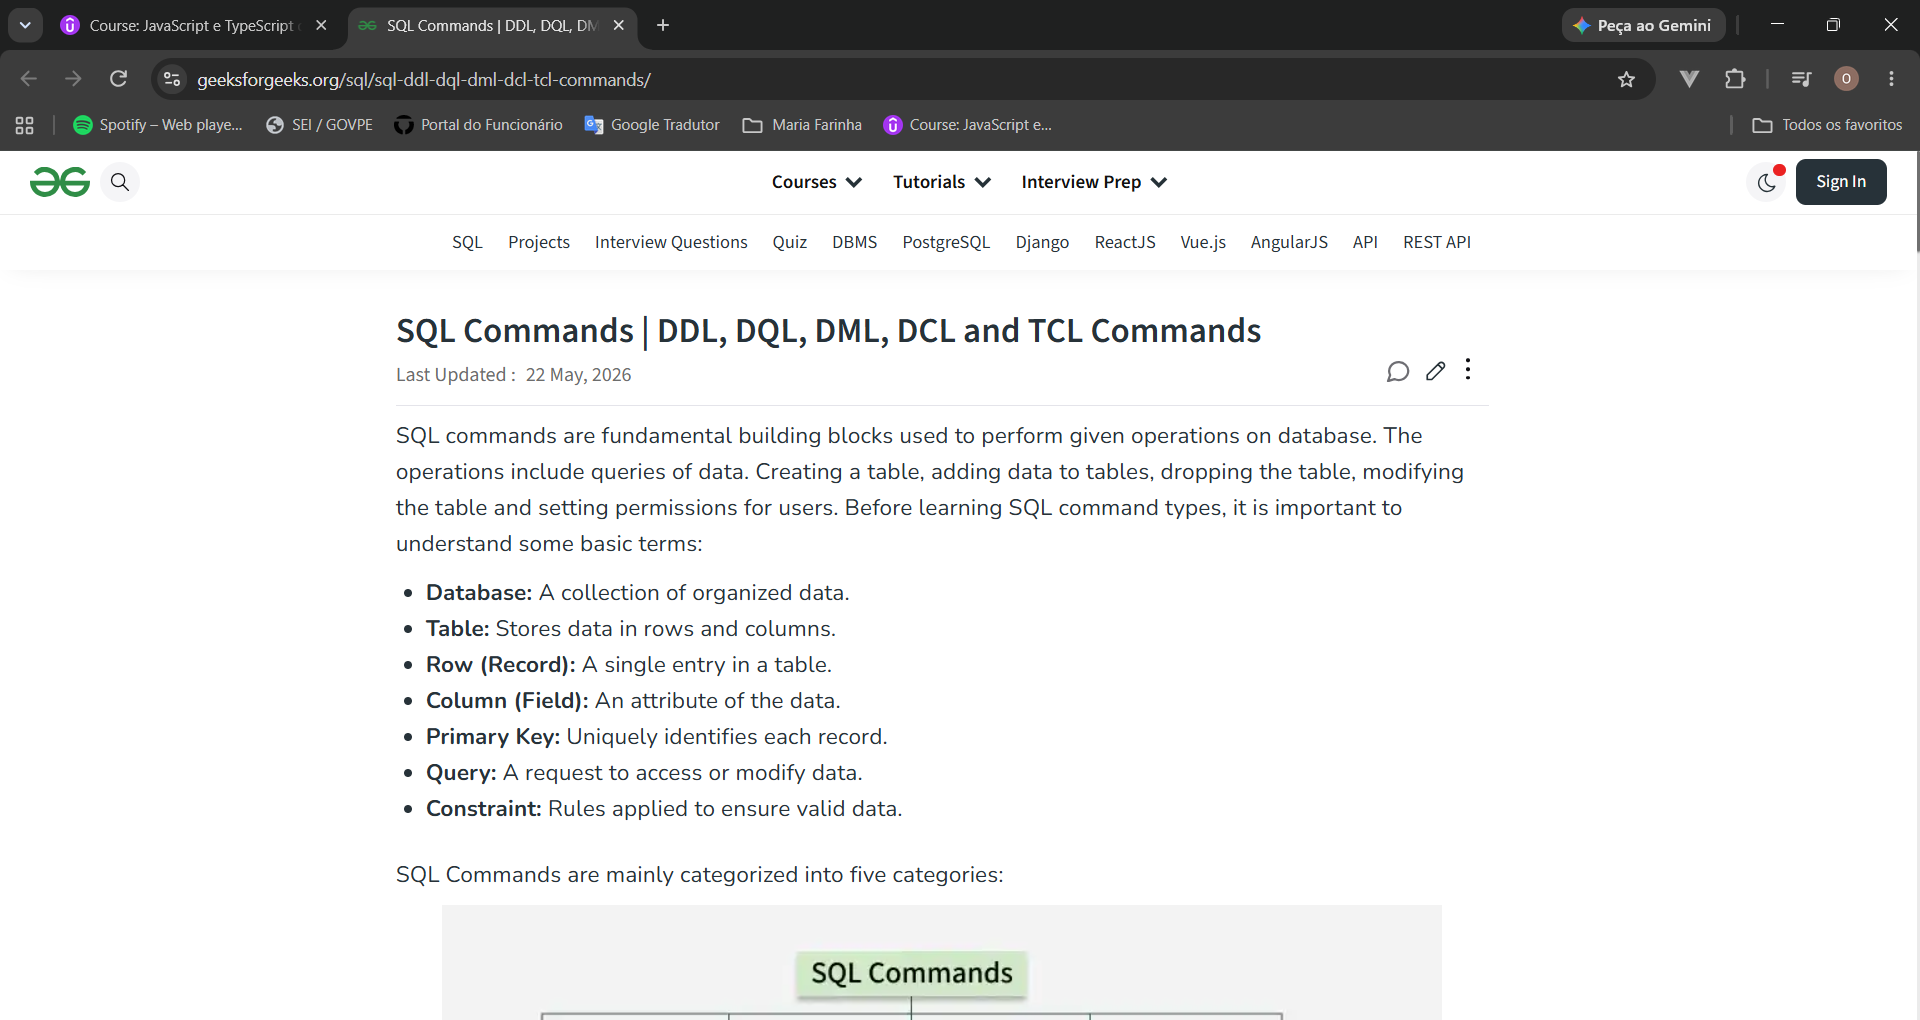 Course: JavaScript e TypeScript
SQL Commands | DDL, DQL, DM
Peça ao Gemini
geeksforgeeks.org/sql/sql-ddl-dql-dml-dcl-tcl-commands/
O
Spotify – Web playe...
SEI / GOVPE
Portal do Funcionário
Google Tradutor
Maria Farinha
Course: JavaScript e...
Todos os favoritos
Courses
Tutorials
Interview Prep
Sign In
SQL
Projects
Interview Questions
Quiz
DBMS
PostgreSQL
Django
ReactJS
Vue.js
AngularJS
API
REST API
SQL Commands | DDL, DQL, DML, DCL and TCL Commands
Last Updated : 22 May, 2026
SQL commands are fundamental building blocks used to perform given operations on database. The
operations include queries of data. Creating a table, adding data to tables, dropping the table, modifying
the table and setting permissions for users. Before learning SQL command types, it is important to
understand some basic terms:
Database: A collection of organized data.
Table: Stores data in rows and columns.
Row (Record): A single entry in a table.
Column (Field): An attribute of the data.
Primary Key: Uniquely identifies each record.
Query: A request to access or modify data.
Constraint: Rules applied to ensure valid data.
SQL Commands are mainly categorized into five categories:
SQL Commands